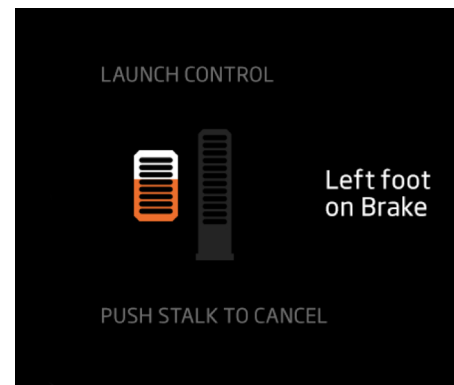 LAUNCH CONTROL
Left foot
on Brake
PUSH STALK TO CANCEL